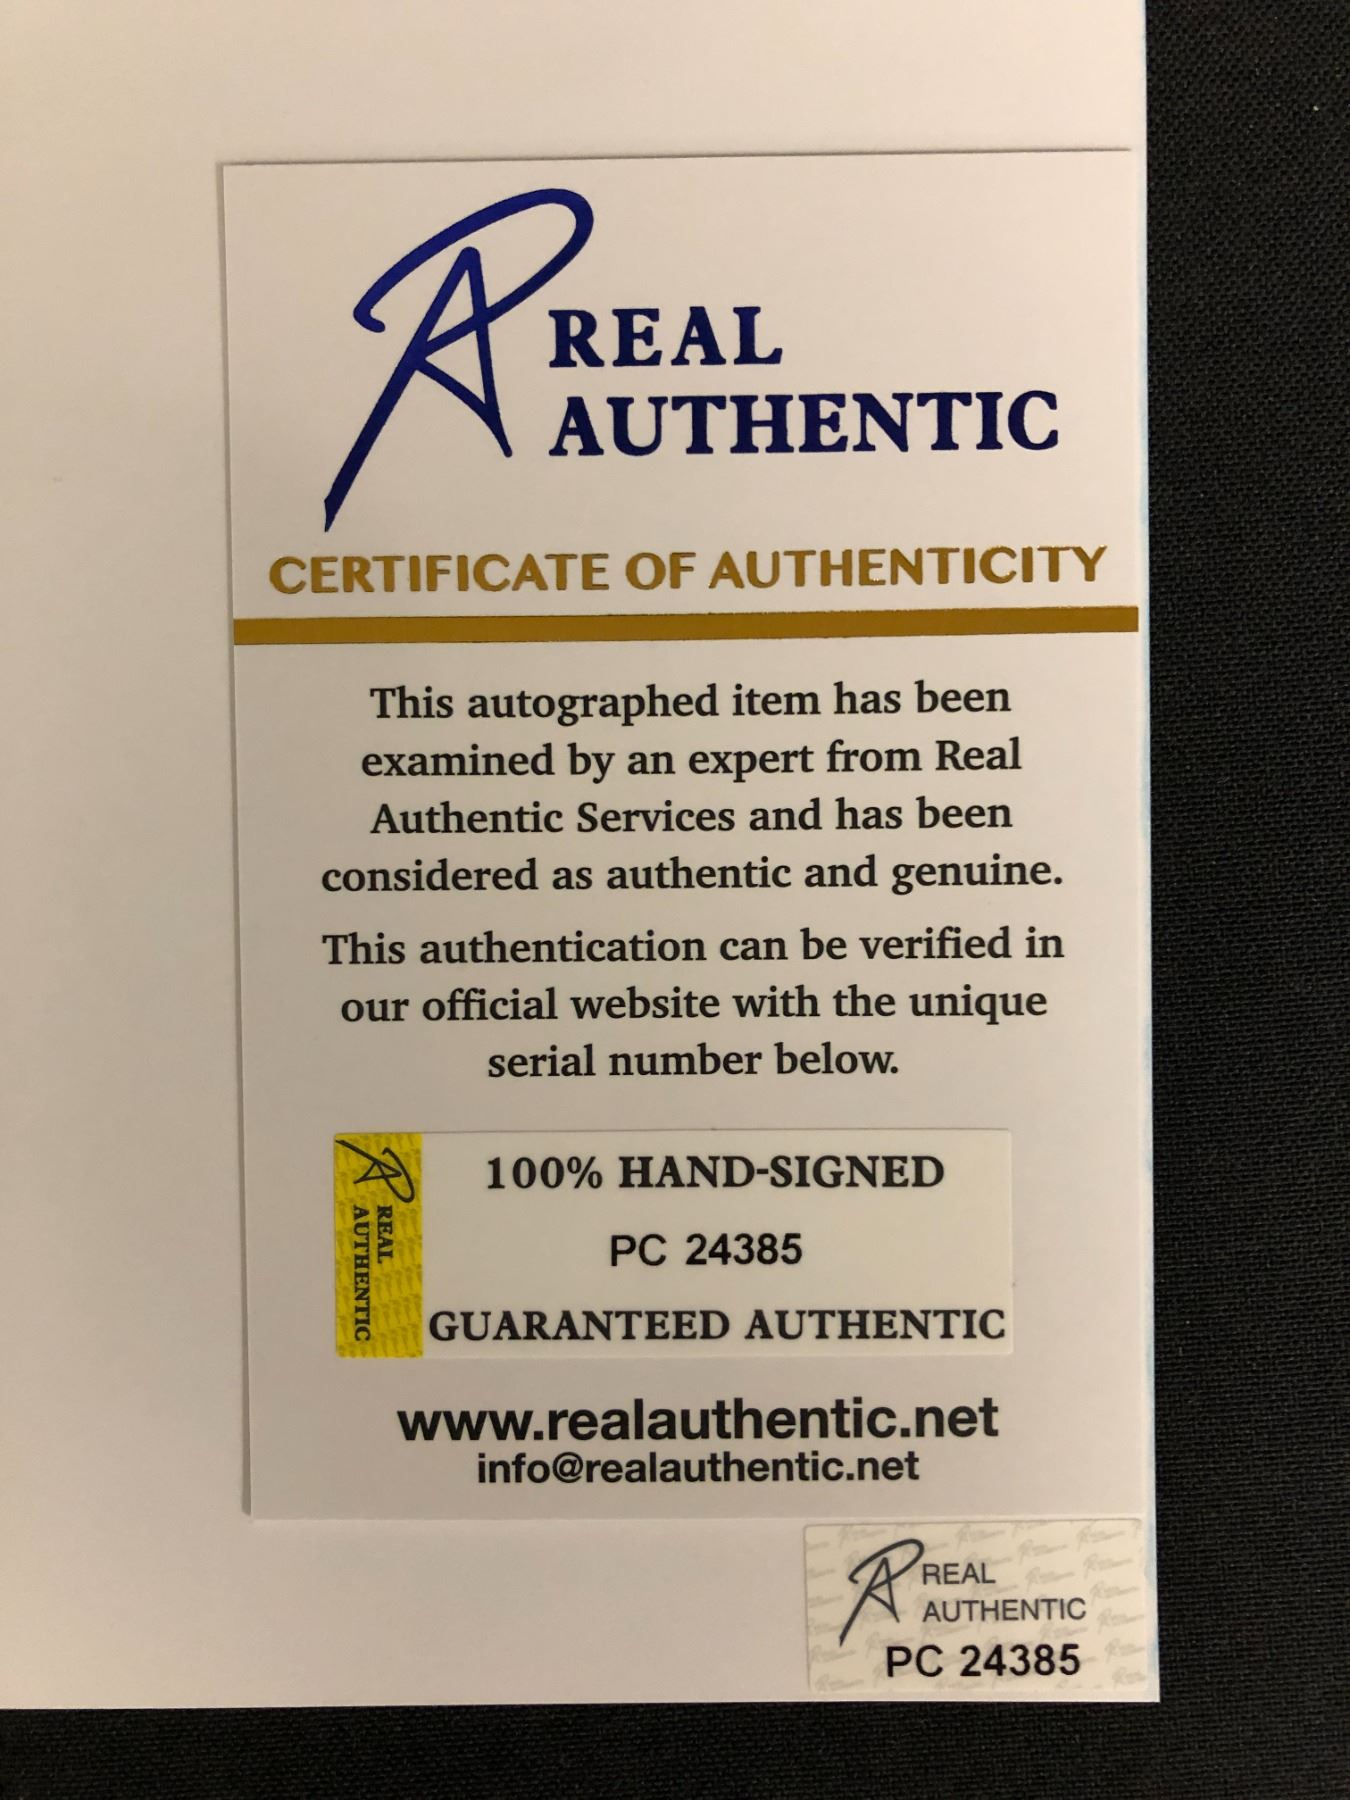 REAL
AUTHENTIC
CERTIFICATE OF AUTHENTICITY
This autographed item has been
examined by an expert from Real
Authentic Services and has been
considered as authentic and genuine.
This authentication can be verified in
our official website with the unique
serial number below.
REAL
AUTHENTIC
100% HAND-SIGNED
PC 24385
GUARANTEED AUTHENTIC
www.realauthentic.net
info@realauthentic.net
REAL
AUTHENTIC
PC 24385